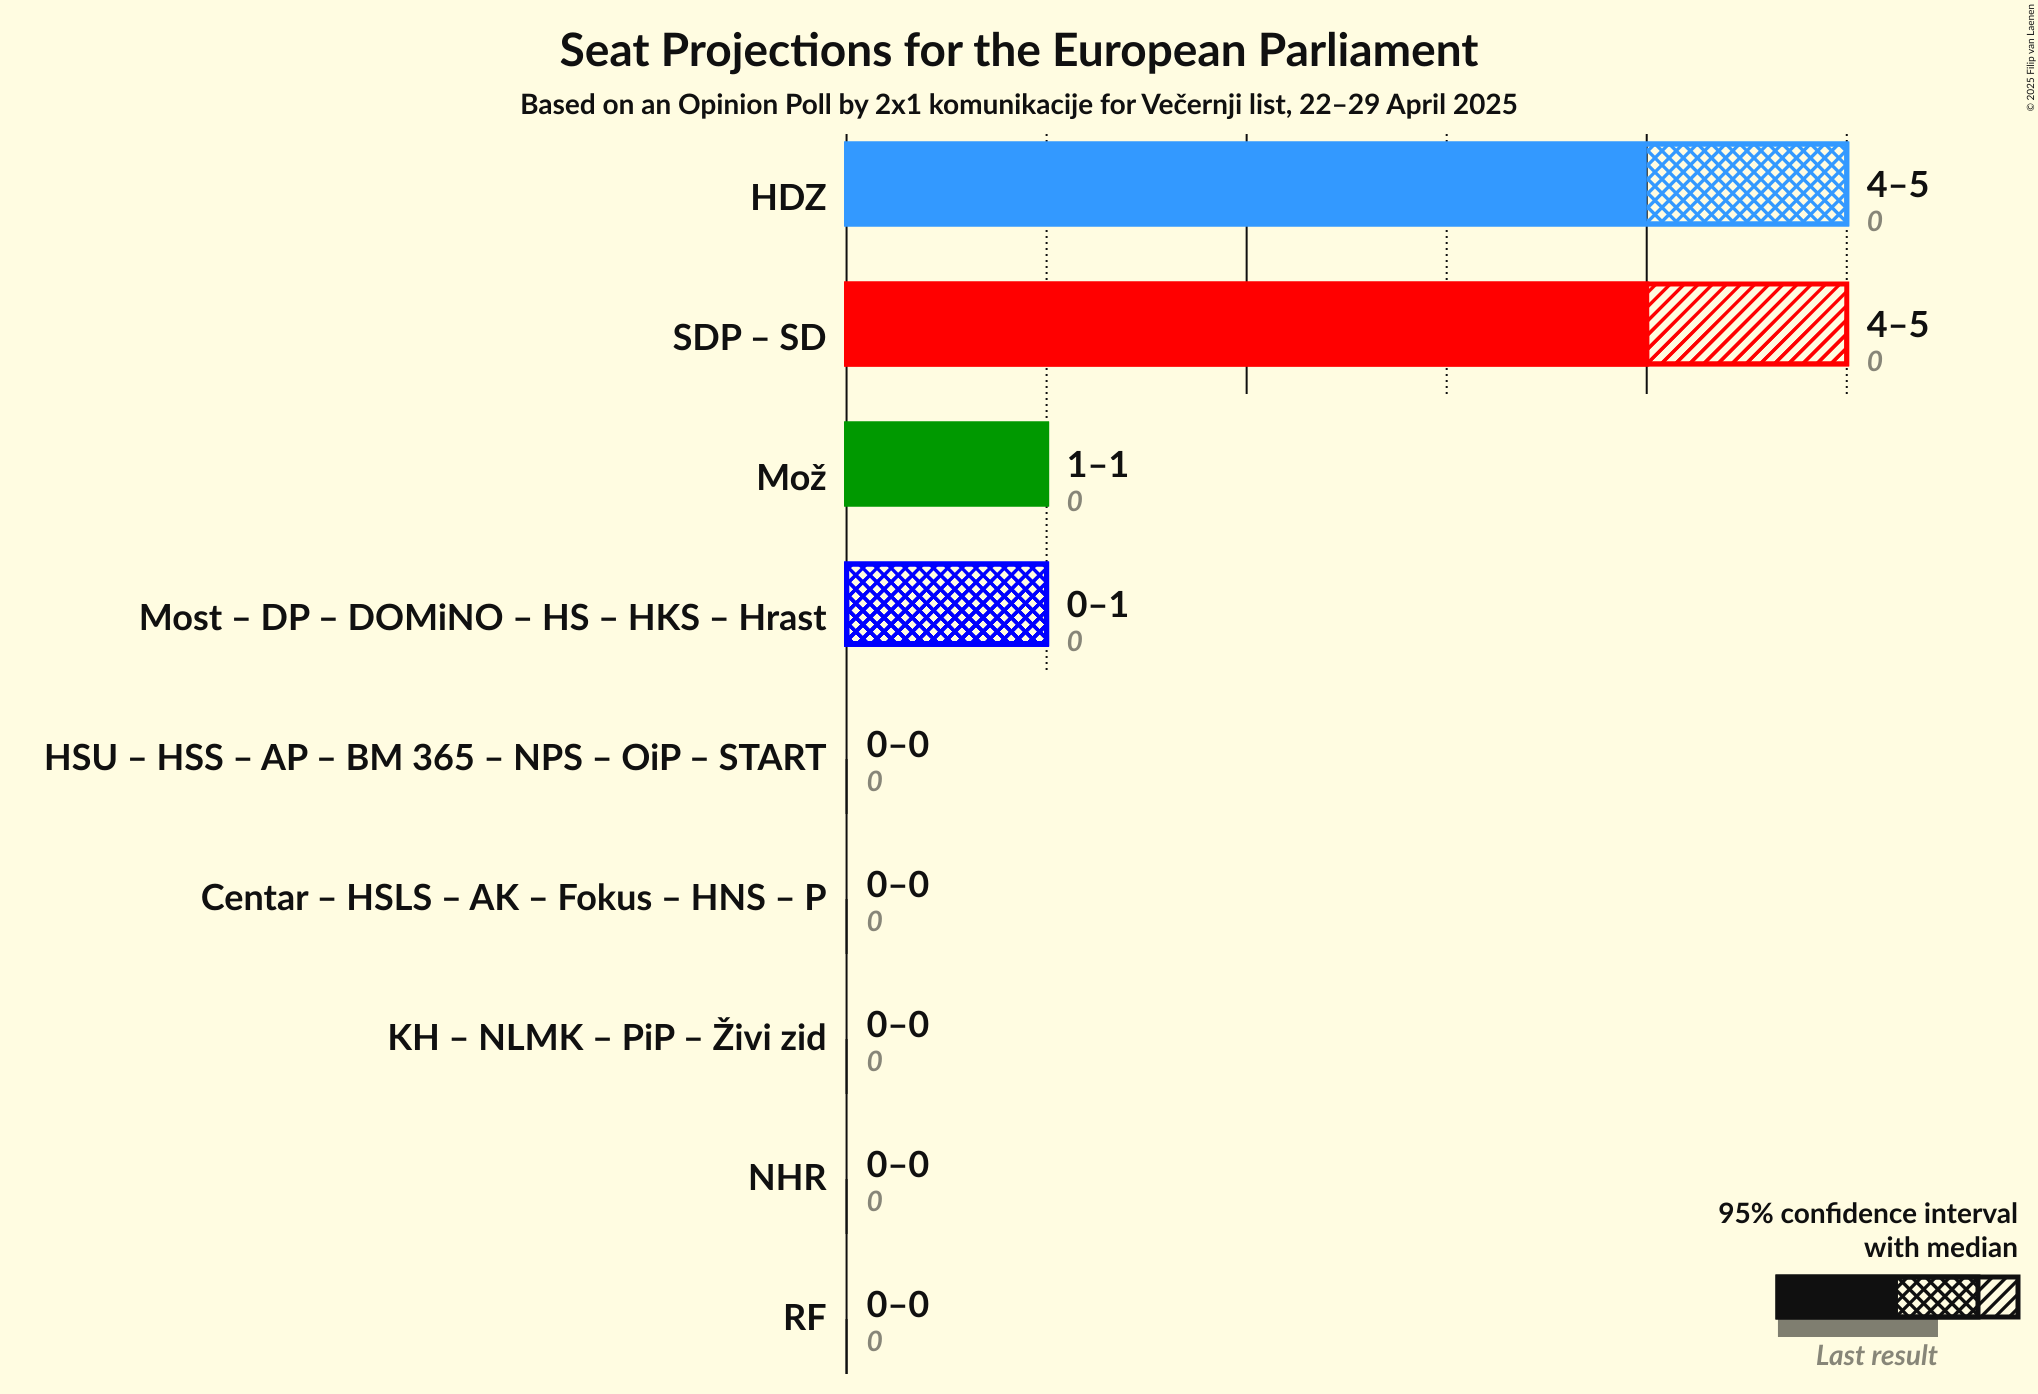 Seat Projections for the European Parliament
Based on an Opinion Poll by 2x1 komunikacije for Večernji list, 22–29 April 2025
© 2025 Filip van Laenen
HDZ
4–5
0
SDP – SD
4–5
0
Mož
1–1
0
Most – DP – DOMiNO – HS – HKS – Hrast
0–1
0
HSU – HSS – AP – BM 365 – NPS – OiP – START
0–0
0
Centar – HSLS – AK – Fokus – HNS – P
0–0
0
KH – NLMK – PiP – Živi zid
0–0
0
NHR
0–0
0
RF
0–0
0
95% confidence interval
with median
Last result